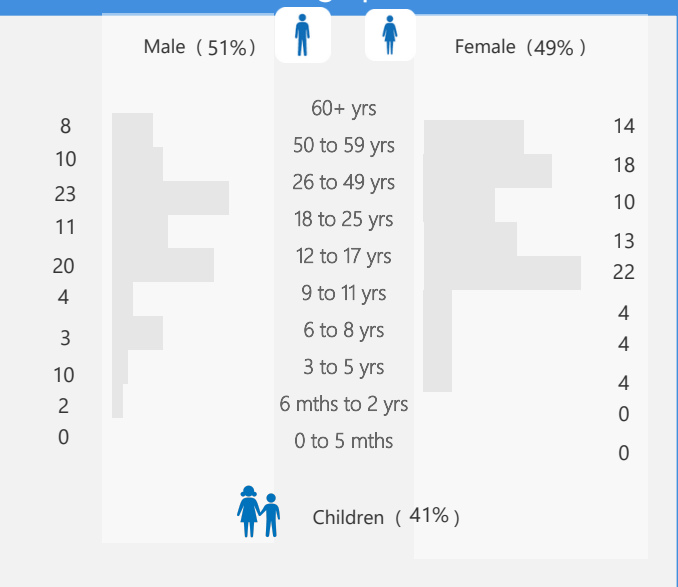 Male ( 51% ) Female (49% )
60+ yrs
8 14
50 to 59 yrs
10 18
26 to 49 yrs
23 10
18 to 25 yrs
11 13
12 to 17 yrs
20 22
9 to 11 yrs
4 4
6 to 8 yrs
3 4
3 to 5 yrs
10 4
6 mths to 2 yrs
2 0
0 to 5 mths
0 0
Children ( 41% )